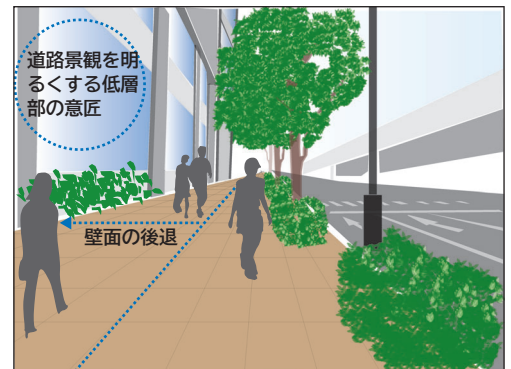 道路景観を明
るくする低層
部の意匠
壁面の後退